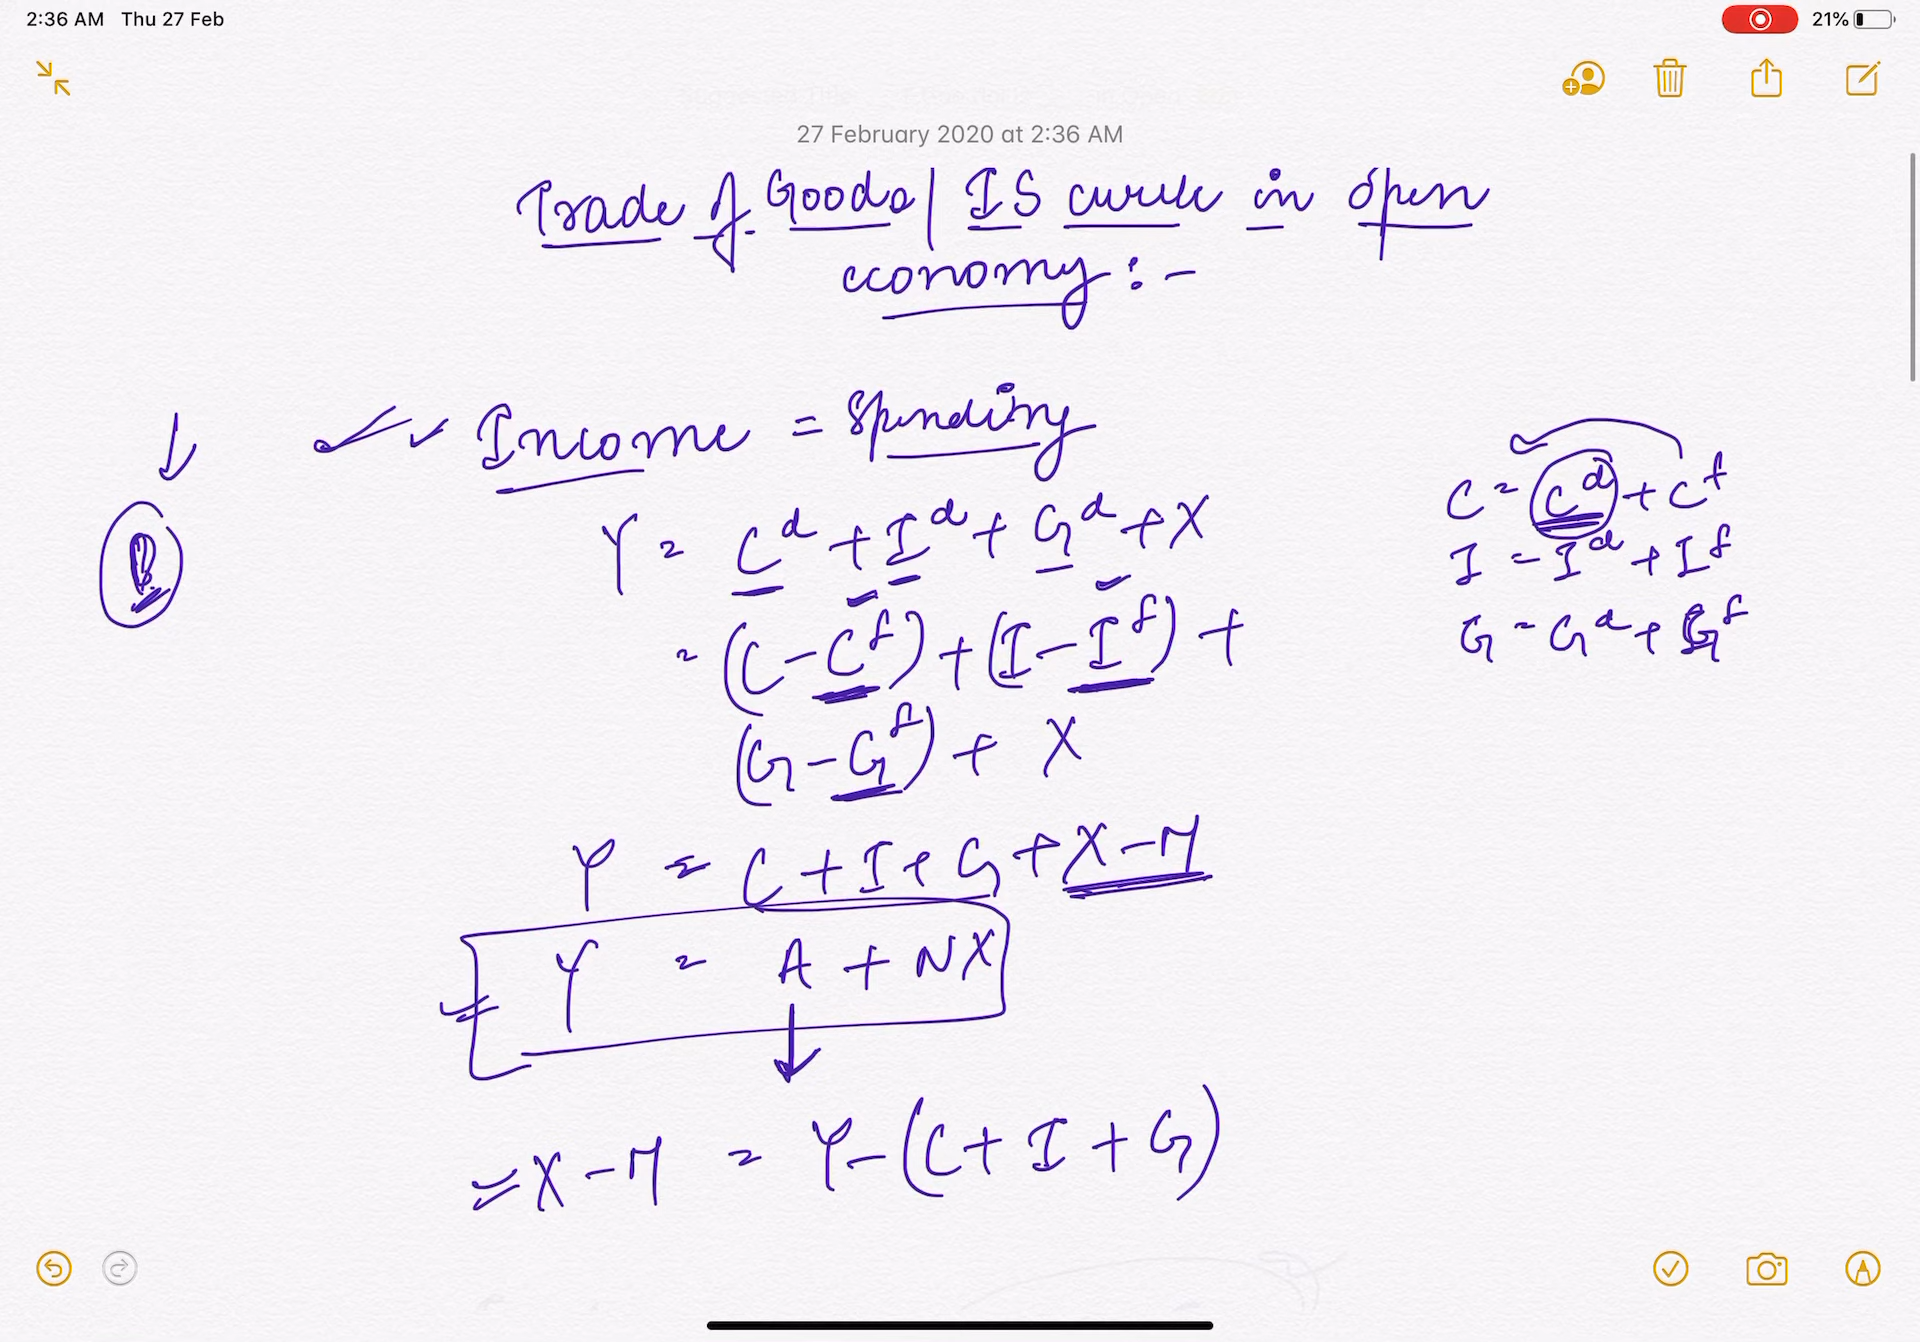 2:36 AM Thu 27 Feb
21%
27 February 2020 at 2:36 AM
Trade of Goods | IS curve in open
economy :-
Income = Spending
Y = C^d + I^d + G^d + X
= (C - C^f) + (I - I^f) +
(G - G^f) + X
Y = C + I + G + X - M
Y = A + NX
= X - M = Y - (C + I + G)
C = C^d + C^f
I = I^d + I^f
G = G^d + G^f